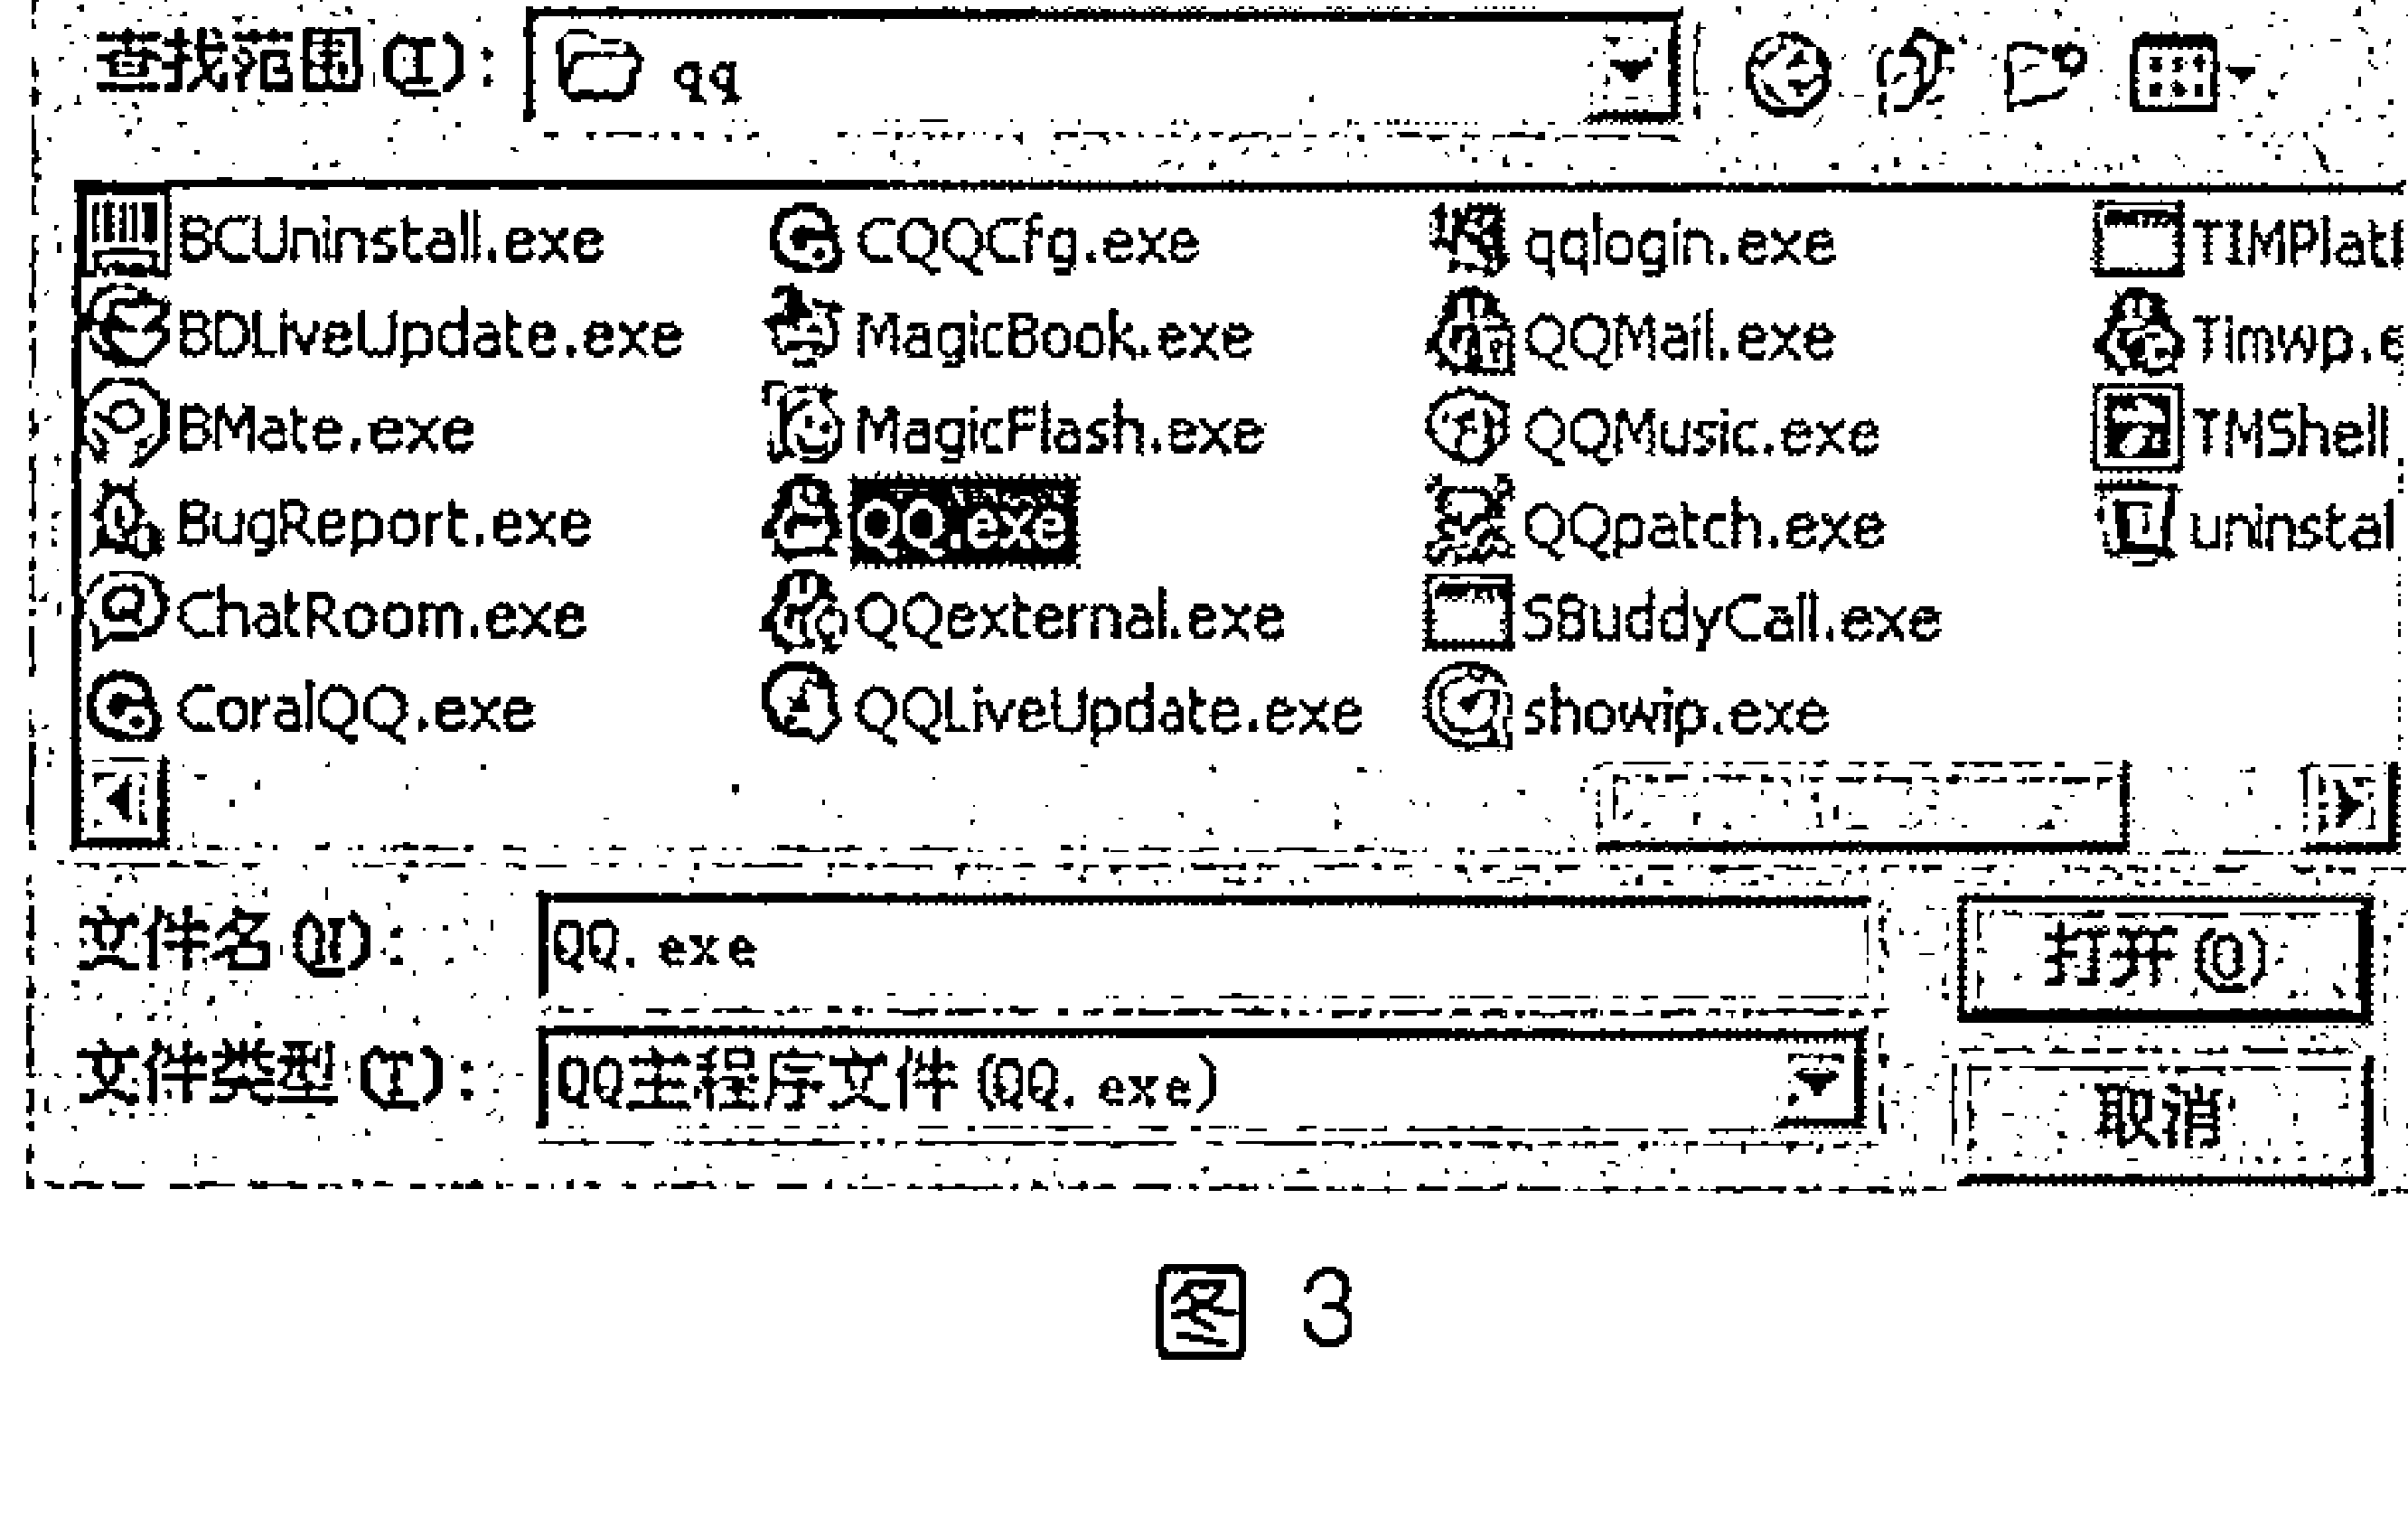 查找范围(I): qq
BCUninstall.exe CQQCfg.exe qqlogin.exe TIMPlatf
BDLiveUpdate.exe MagicBook.exe QQMail.exe Timwp.e
BMate.exe MagicFlash.exe QQMusic.exe TMShell
BugReport.exe QQ.exe QQpatch.exe uninstal
ChatRoom.exe QQexternal.exe SBuddyCall.exe
CoralQQ.exe QQLiveUpdate.exe showip.exe
文件名(N): QQ.exe 打开(O)
文件类型(T): QQ主程序文件(QQ.exe) 取消
图 3